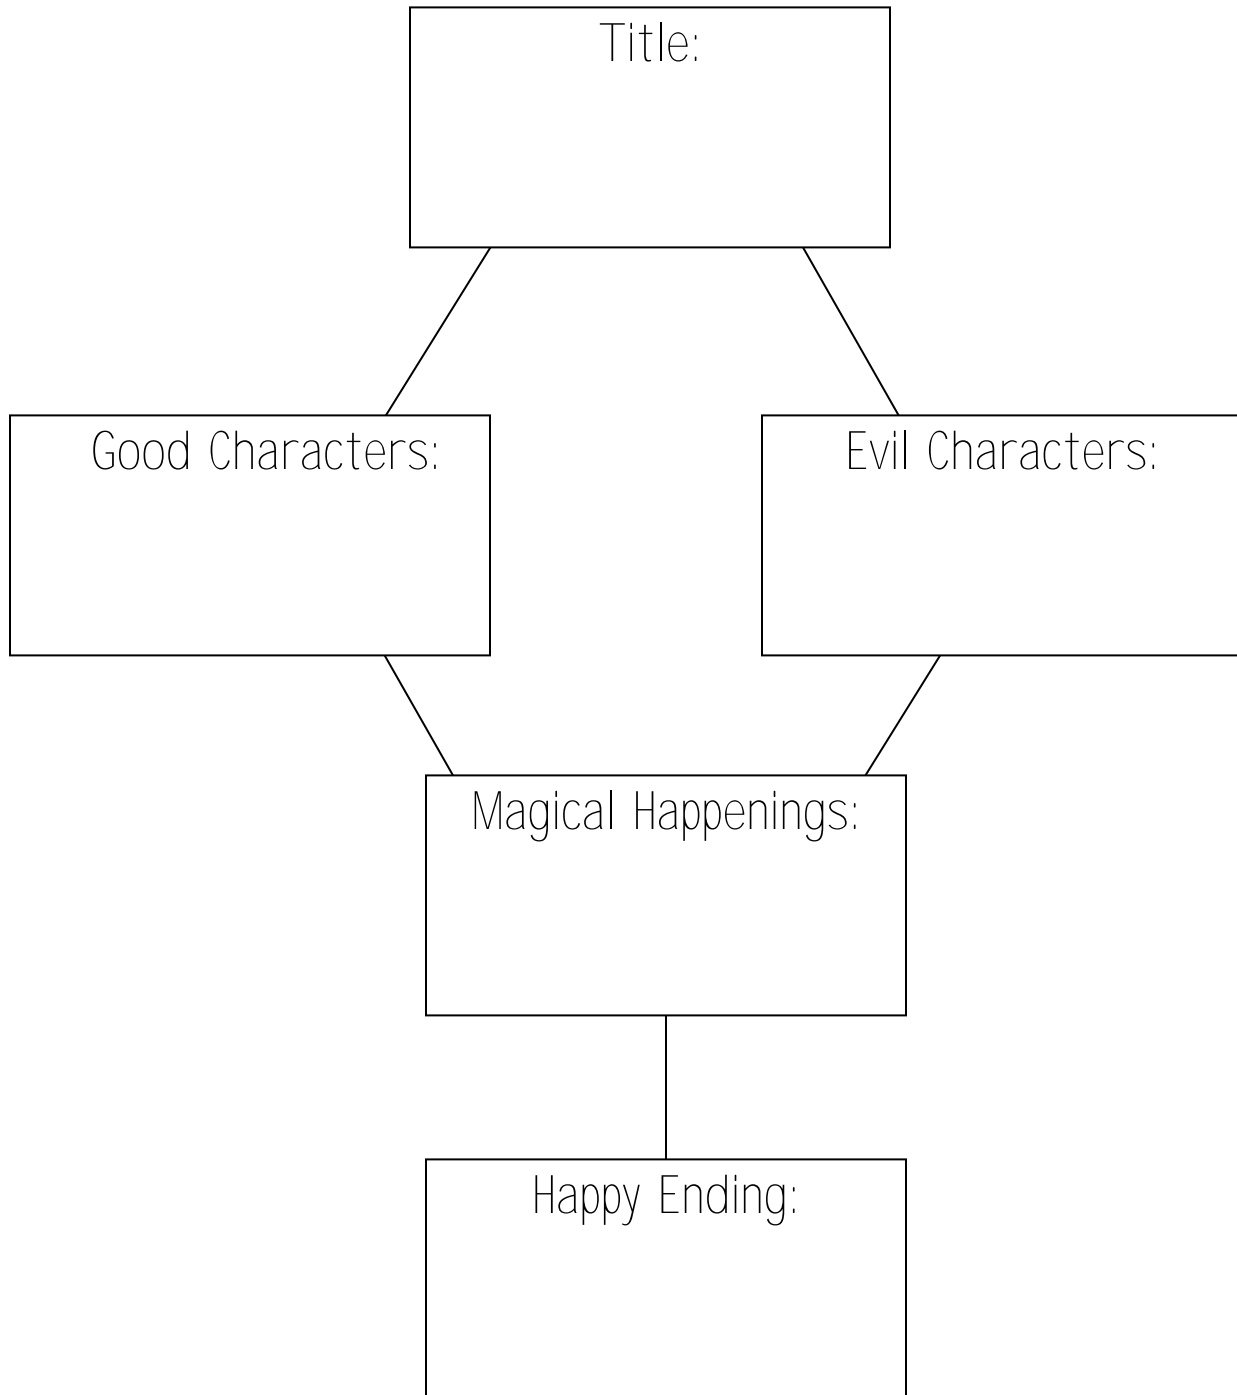 Title:
Good Characters:
Evil Characters:
Magical Happenings:
Happy Ending: